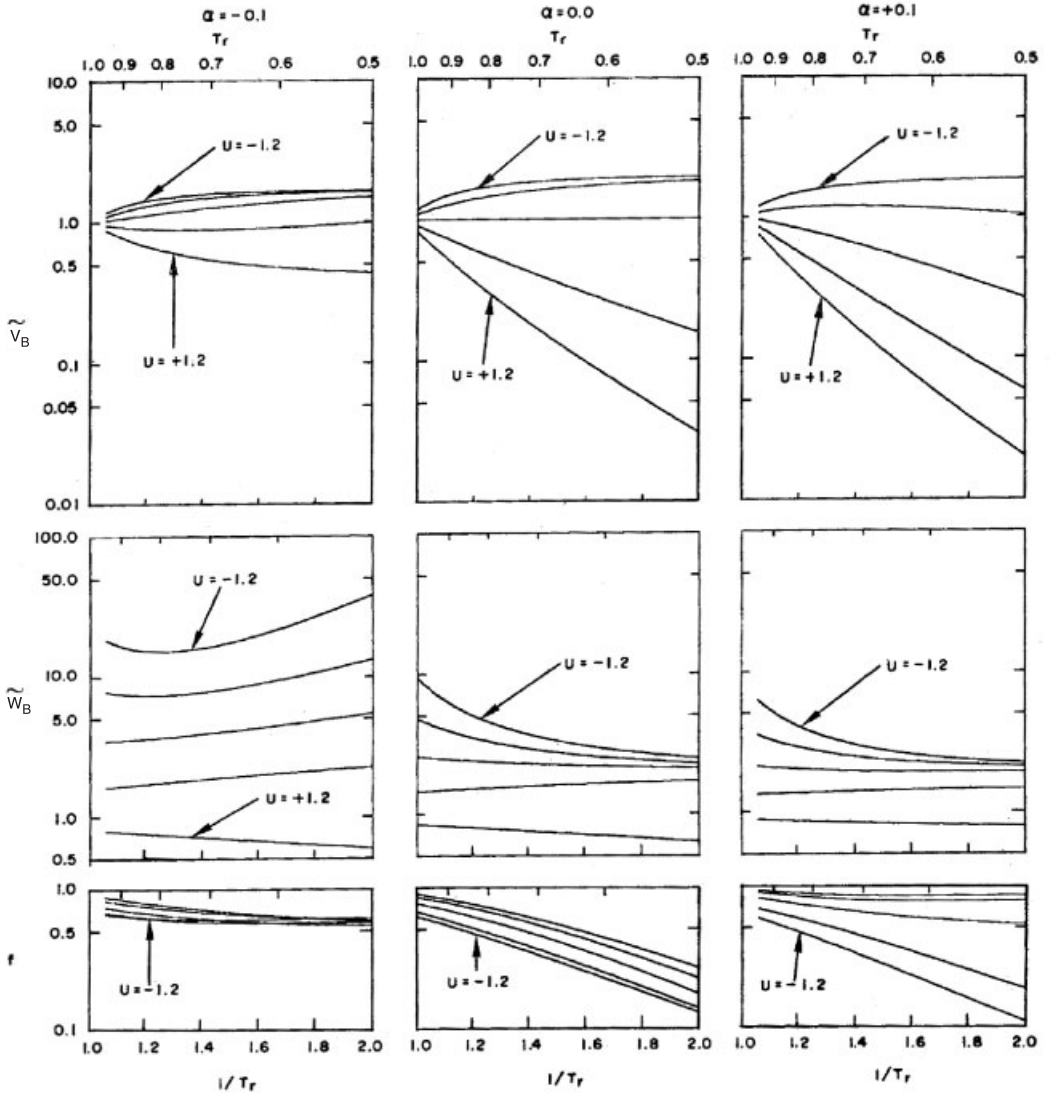 α = −0.1 α = 0.0 α = +0.1
Tr Tr Tr
1.0 0.9 0.8 0.7 0.6 0.5 1.0 0.9 0.8 0.7 0.6 0.5 1.0 0.9 0.8 0.7 0.6 0.5
10.0
5.0
U = −1.2 U = −1.2 U = −1.2
1.0
0.5
ṼB
U = +1.2 U = +1.2 U = +1.2
0.1
0.05
0.01
100.0
50.0
U = −1.2 U = −1.2 U = −1.2
10.0
W̃B
5.0
U = +1.2
1.0
0.5
1.0
0.5
f
U = −1.2 U = −1.2 U = −1.2
0.1
1.0 1.2 1.4 1.6 1.8 2.0 1.0 1.2 1.4 1.6 1.8 2.0 1.0 1.2 1.4 1.6 1.8 2.0
1/Tr 1/Tr 1/Tr